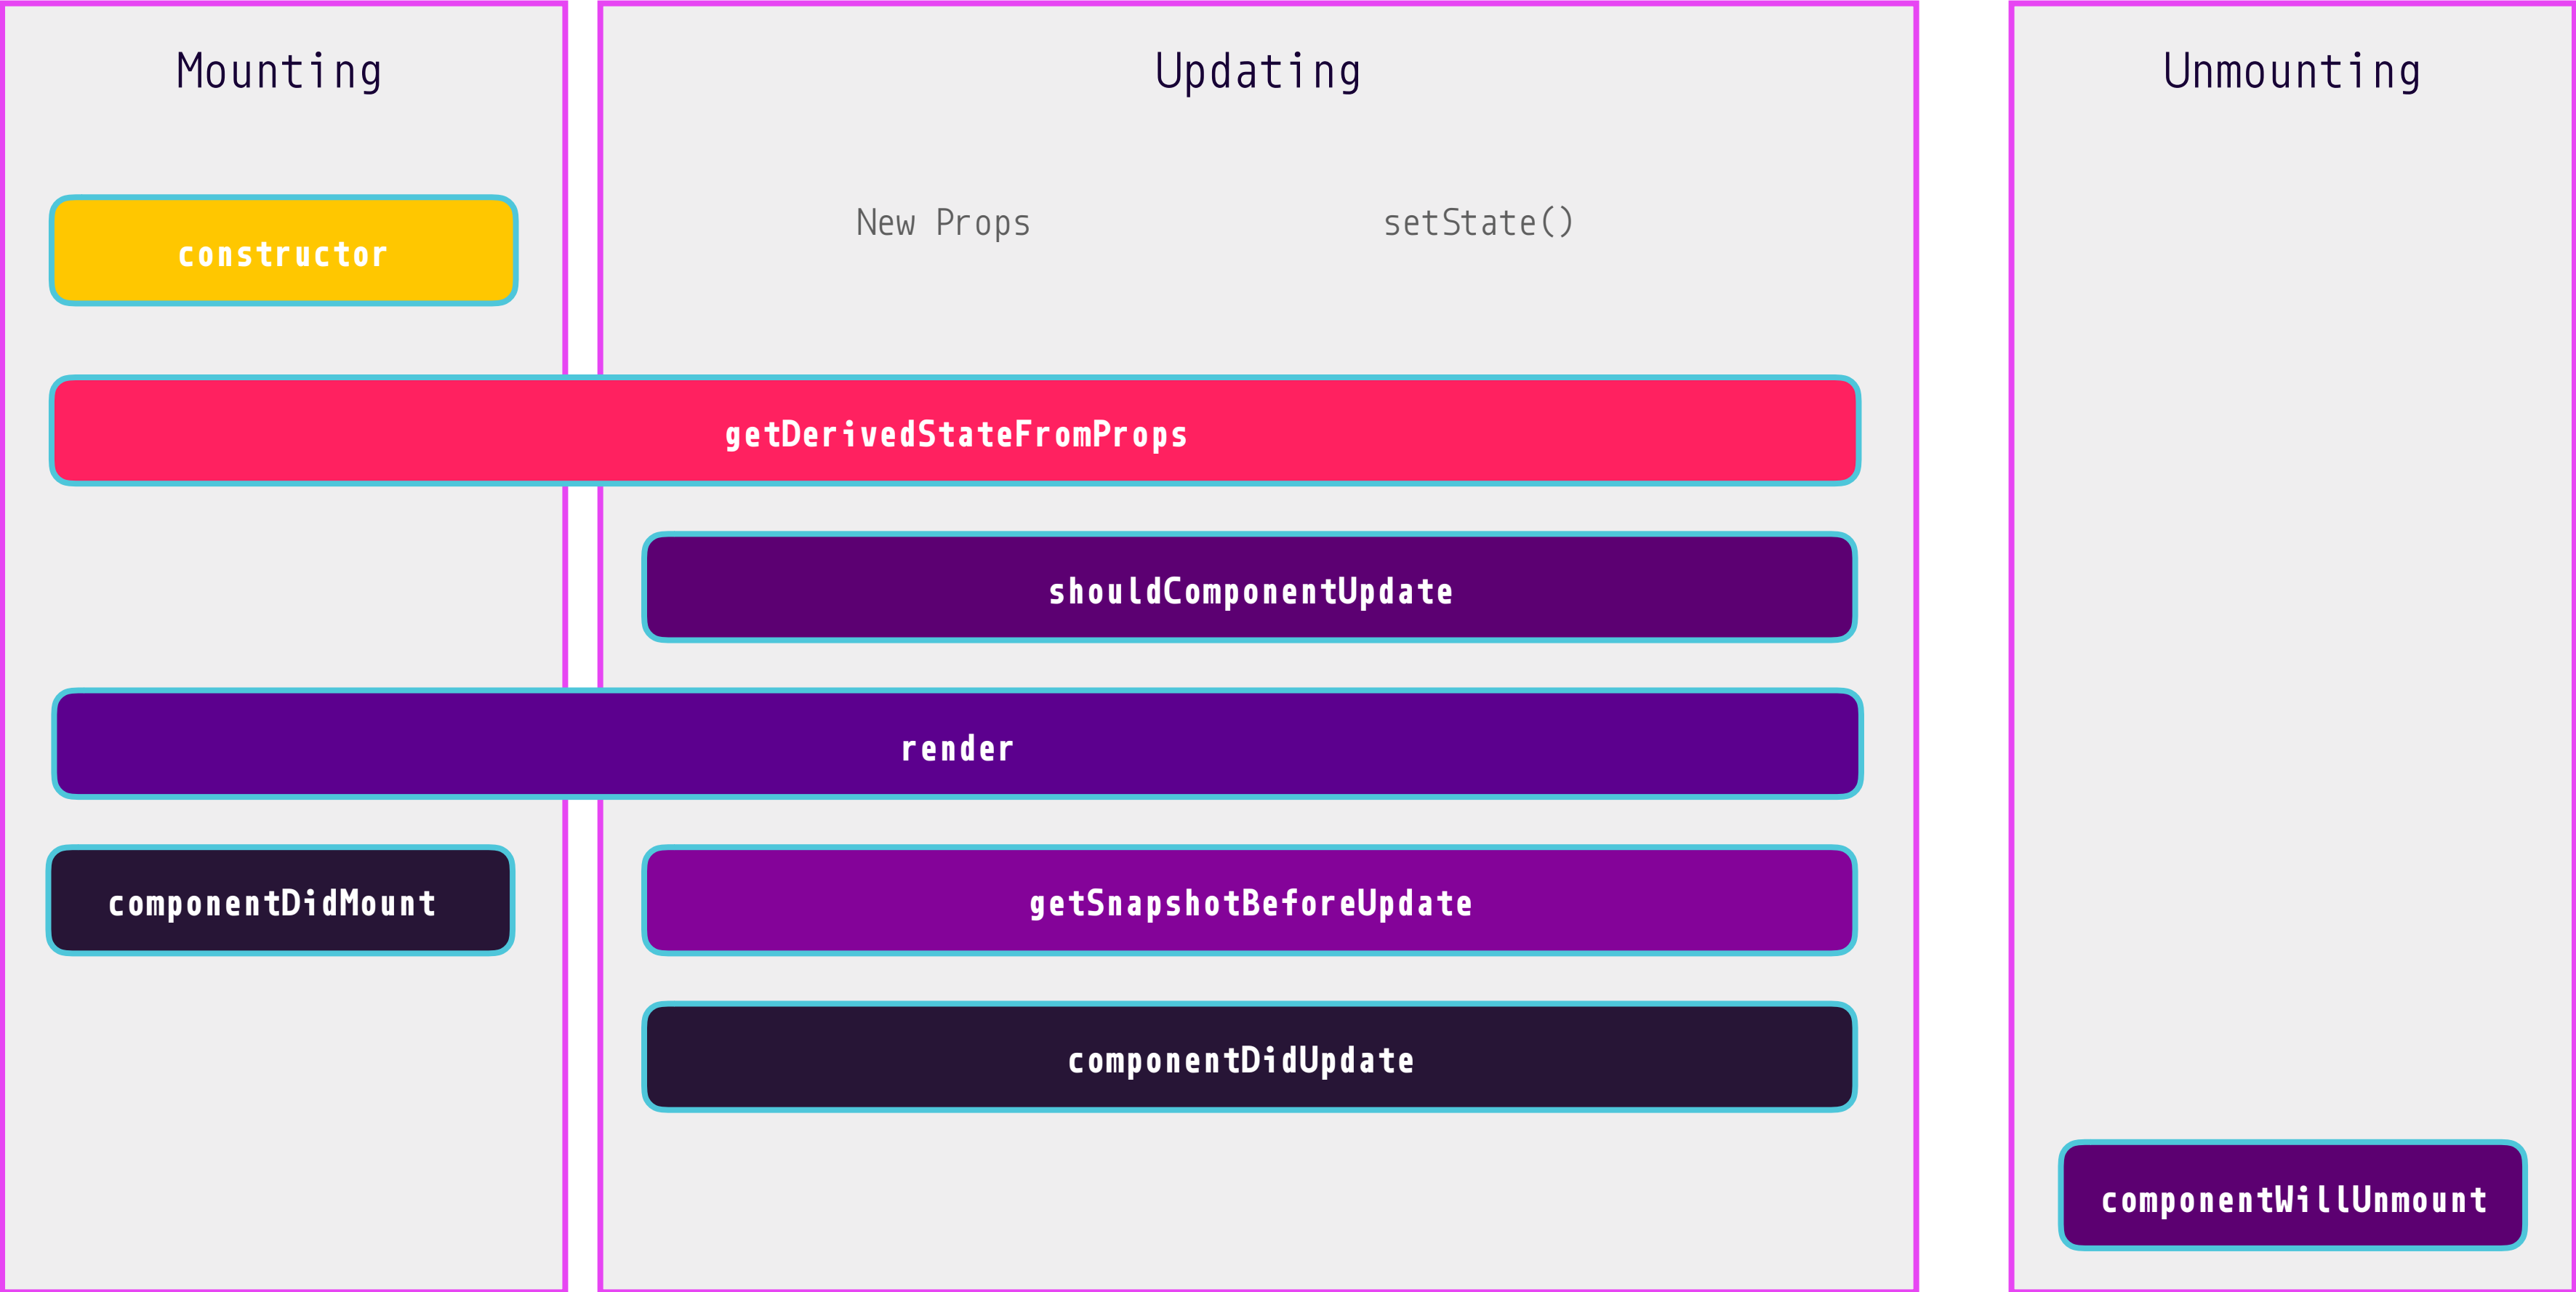 Mounting
Updating
Unmounting
constructor
New Props
setState()
getDerivedStateFromProps
shouldComponentUpdate
render
componentDidMount
getSnapshotBeforeUpdate
componentDidUpdate
componentWillUnmount